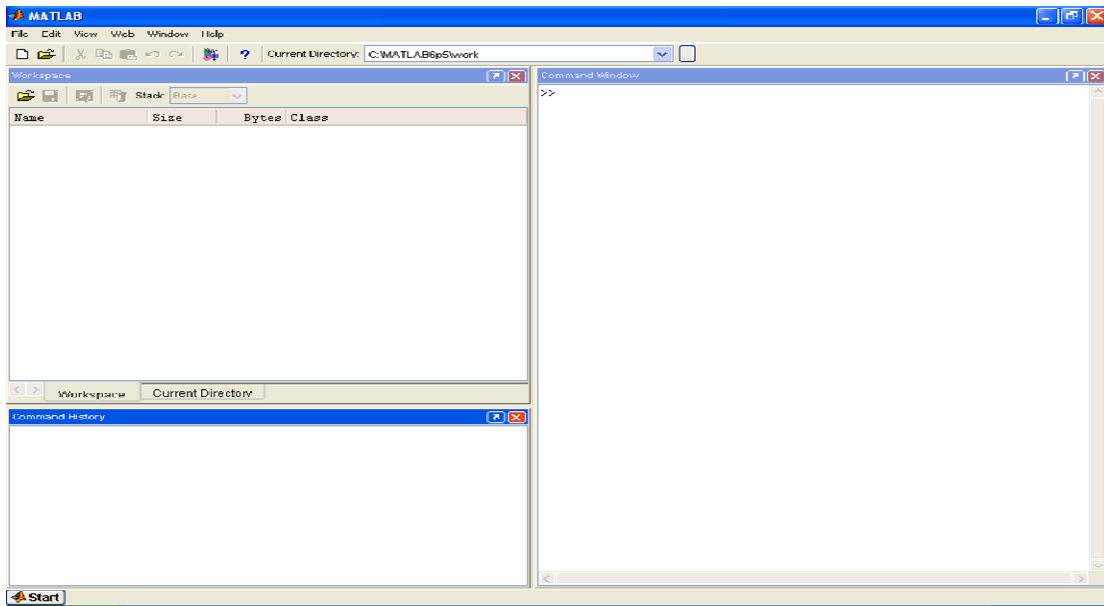 MATLAB
File Edit View Web Window Help
? Current Directory: C:\MATLAB6p5\work
Workspace
Stack: Base
Name Size Bytes Class
Workspace Current Directory
Command History
Command Window
>>
Start